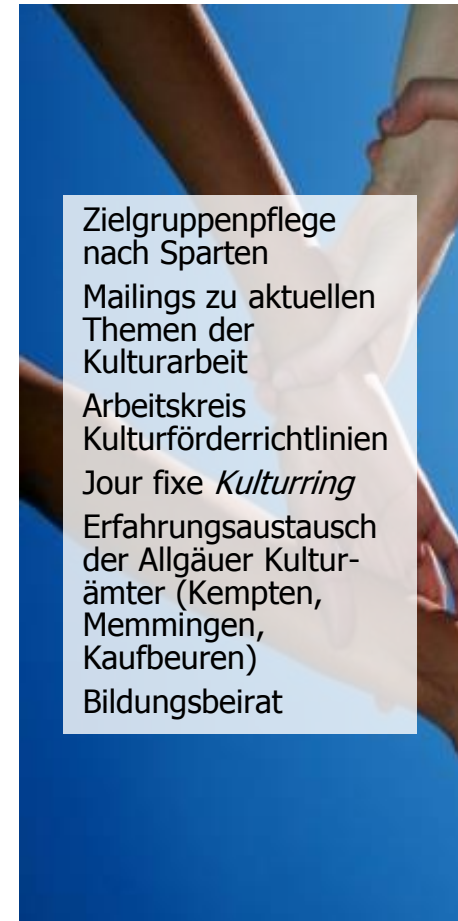 Zielgruppenpflege
nach Sparten
Mailings zu aktuellen
Themen der
Kulturarbeit
Arbeitskreis
Kulturförderrichtlinien
Jour fixe Kulturring
Erfahrungsaustausch
der Allgäuer Kultur-
ämter (Kempten,
Memmingen,
Kaufbeuren)
Bildungsbeirat